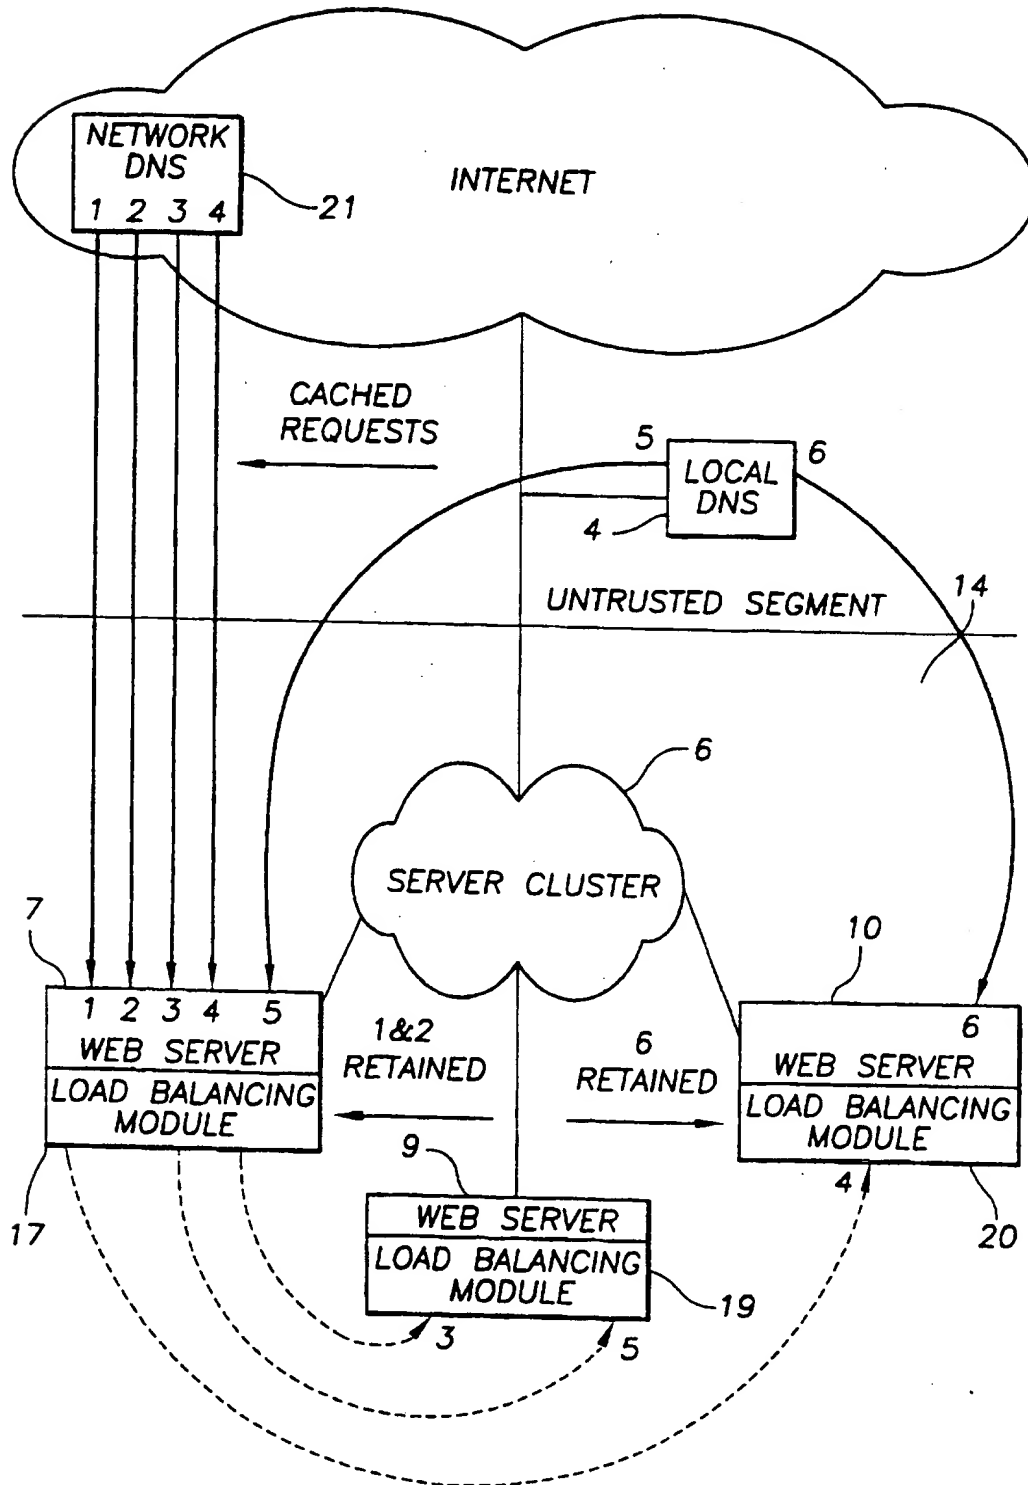 NETWORK
DNS
1 2 3 4
21
INTERNET
CACHED
REQUESTS
5
LOCAL
DNS
6
4
UNTRUSTED SEGMENT
14
6
SERVER CLUSTER
7
1 2 3 4 5
WEB SERVER
LOAD BALANCING
MODULE
17
1&2
RETAINED
6
RETAINED
10
6
WEB SERVER
LOAD BALANCING
MODULE
4
20
9
WEB SERVER
LOAD BALANCING
MODULE
19
3
5